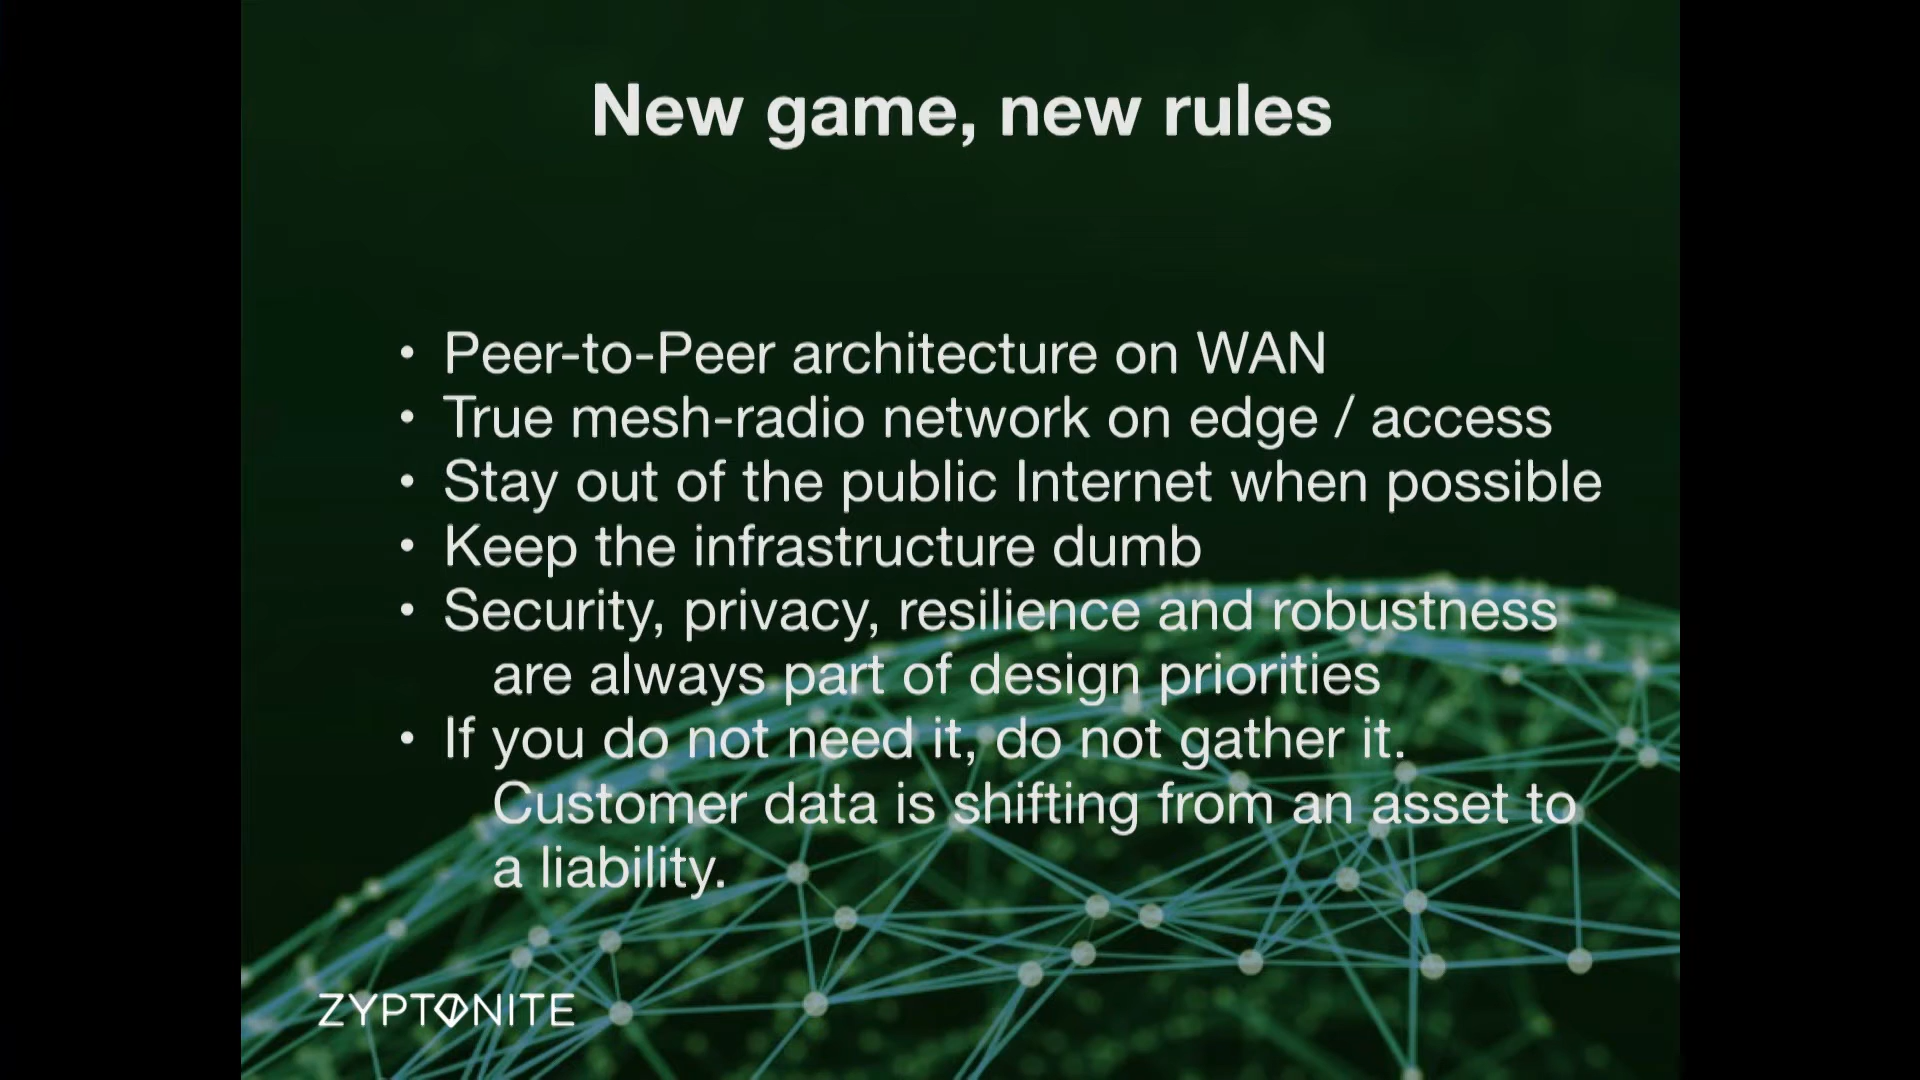 New game, new rules
• Peer-to-Peer architecture on WAN
• True mesh-radio network on edge / access
• Stay out of the public Internet when possible
• Keep the infrastructure dumb
• Security, privacy, resilience and robustness
are always part of design priorities
• If you do not need it, do not gather it.
Customer data is shifting from an asset to
a liability.
ZYPTONITE